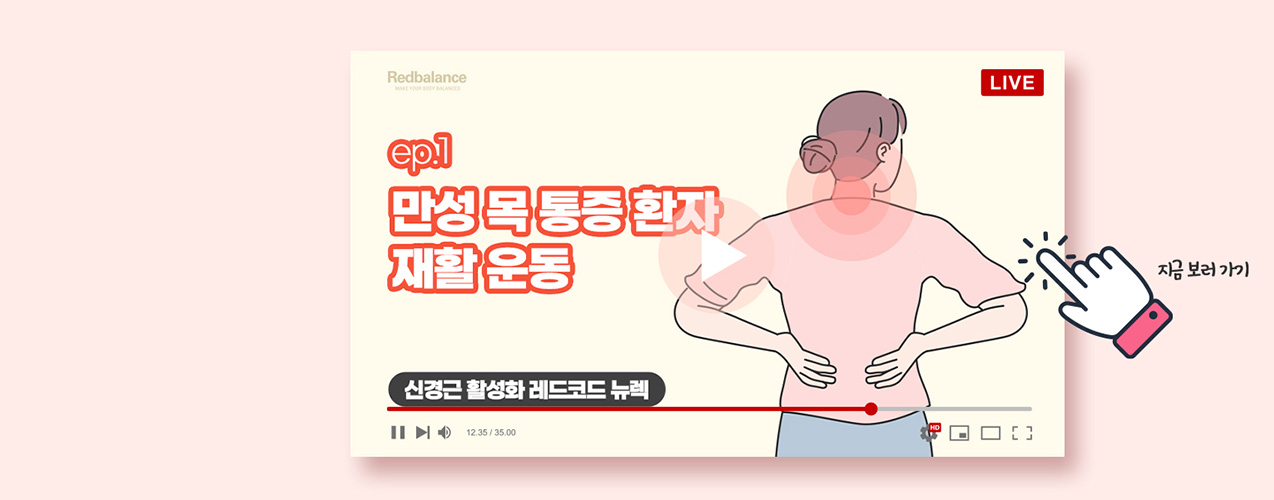 Redbalance
MAKE YOUR BODY BALANCED
LIVE
ep.1
만성 목 통증 환자
재활 운동
지금 보러 가기
신경근 활성화 레드코드 뉴렉
12.35 / 35.00
HD